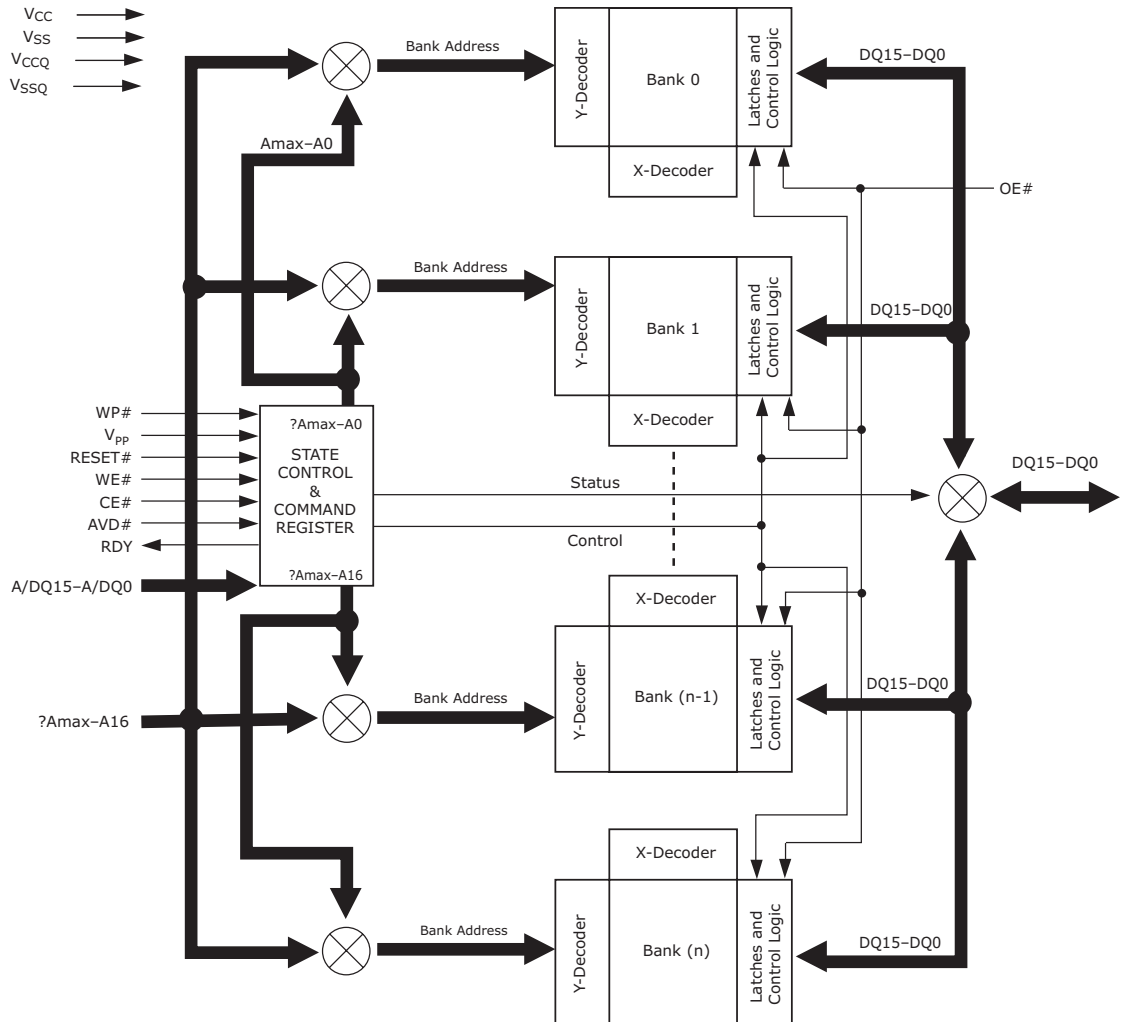 VCC
VSS
VCCQ
VSSQ
Bank Address
Y-Decoder
Bank 0
Latches and
Control Logic
DQ15–DQ0
Amax–A0
X-Decoder
OE#
Bank Address
Y-Decoder
Bank 1
Latches and
Control Logic
DQ15–DQ0
X-Decoder
WP#
VPP
RESET#
WE#
CE#
AVD#
RDY
A/DQ15–A/DQ0
?Amax–A0
STATE
CONTROL
&
COMMAND
REGISTER
?Amax–A16
Status
Control
DQ15–DQ0
X-Decoder
?Amax–A16
Bank Address
Y-Decoder
Bank (n-1)
Latches and
Control Logic
DQ15–DQ0
X-Decoder
Bank Address
Y-Decoder
Bank (n)
Latches and
Control Logic
DQ15–DQ0